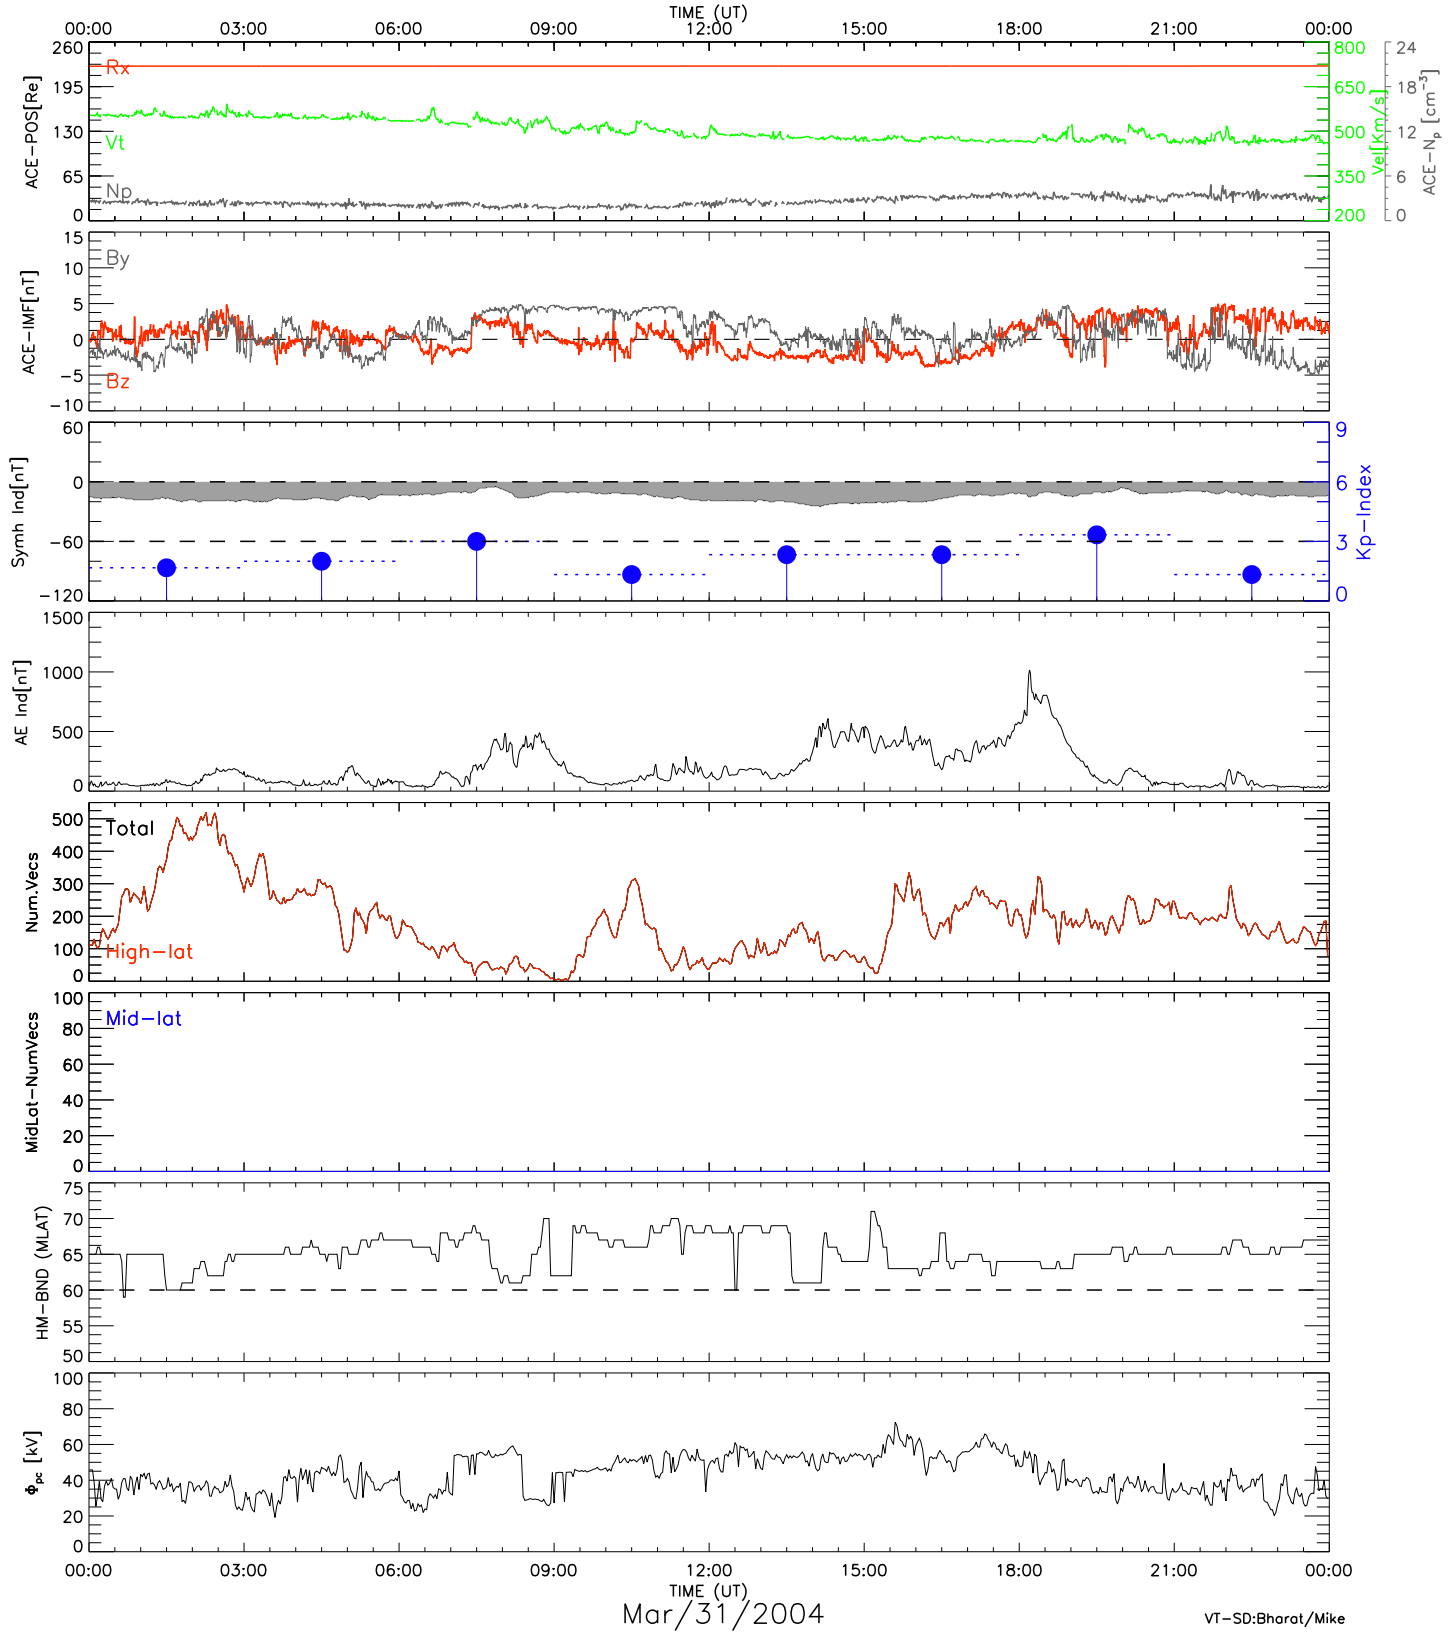 TIME (UT)
00:00 03:00 06:00 09:00 12:00 15:00 18:00 21:00 00:00
ACE-POS[Re]
260
195
130
65
0
Rx
Vt
Np
800
650
500
350
200
Vel[Km/s]
24
18
12
6
0
ACE-Np [cm-3]
ACE-IMF[nT]
15
10
5
0
-5
-10
By
Bz
Symh Ind[nT]
60
0
-60
-120
9
6
3
0
Kp-Index
AE Ind[nT]
1500
1000
500
0
Num.Vecs
500
400
300
200
100
0
Total
High-lat
MidLat-NumVecs
100
80
60
40
20
0
Mid-lat
HM-BND (MLAT)
75
70
65
60
55
50
Φpc [kV]
100
80
60
40
20
0
00:00 03:00 06:00 09:00 12:00 15:00 18:00 21:00 00:00
TIME (UT)
Mar/31/2004
VT-SD:Bharat/Mike